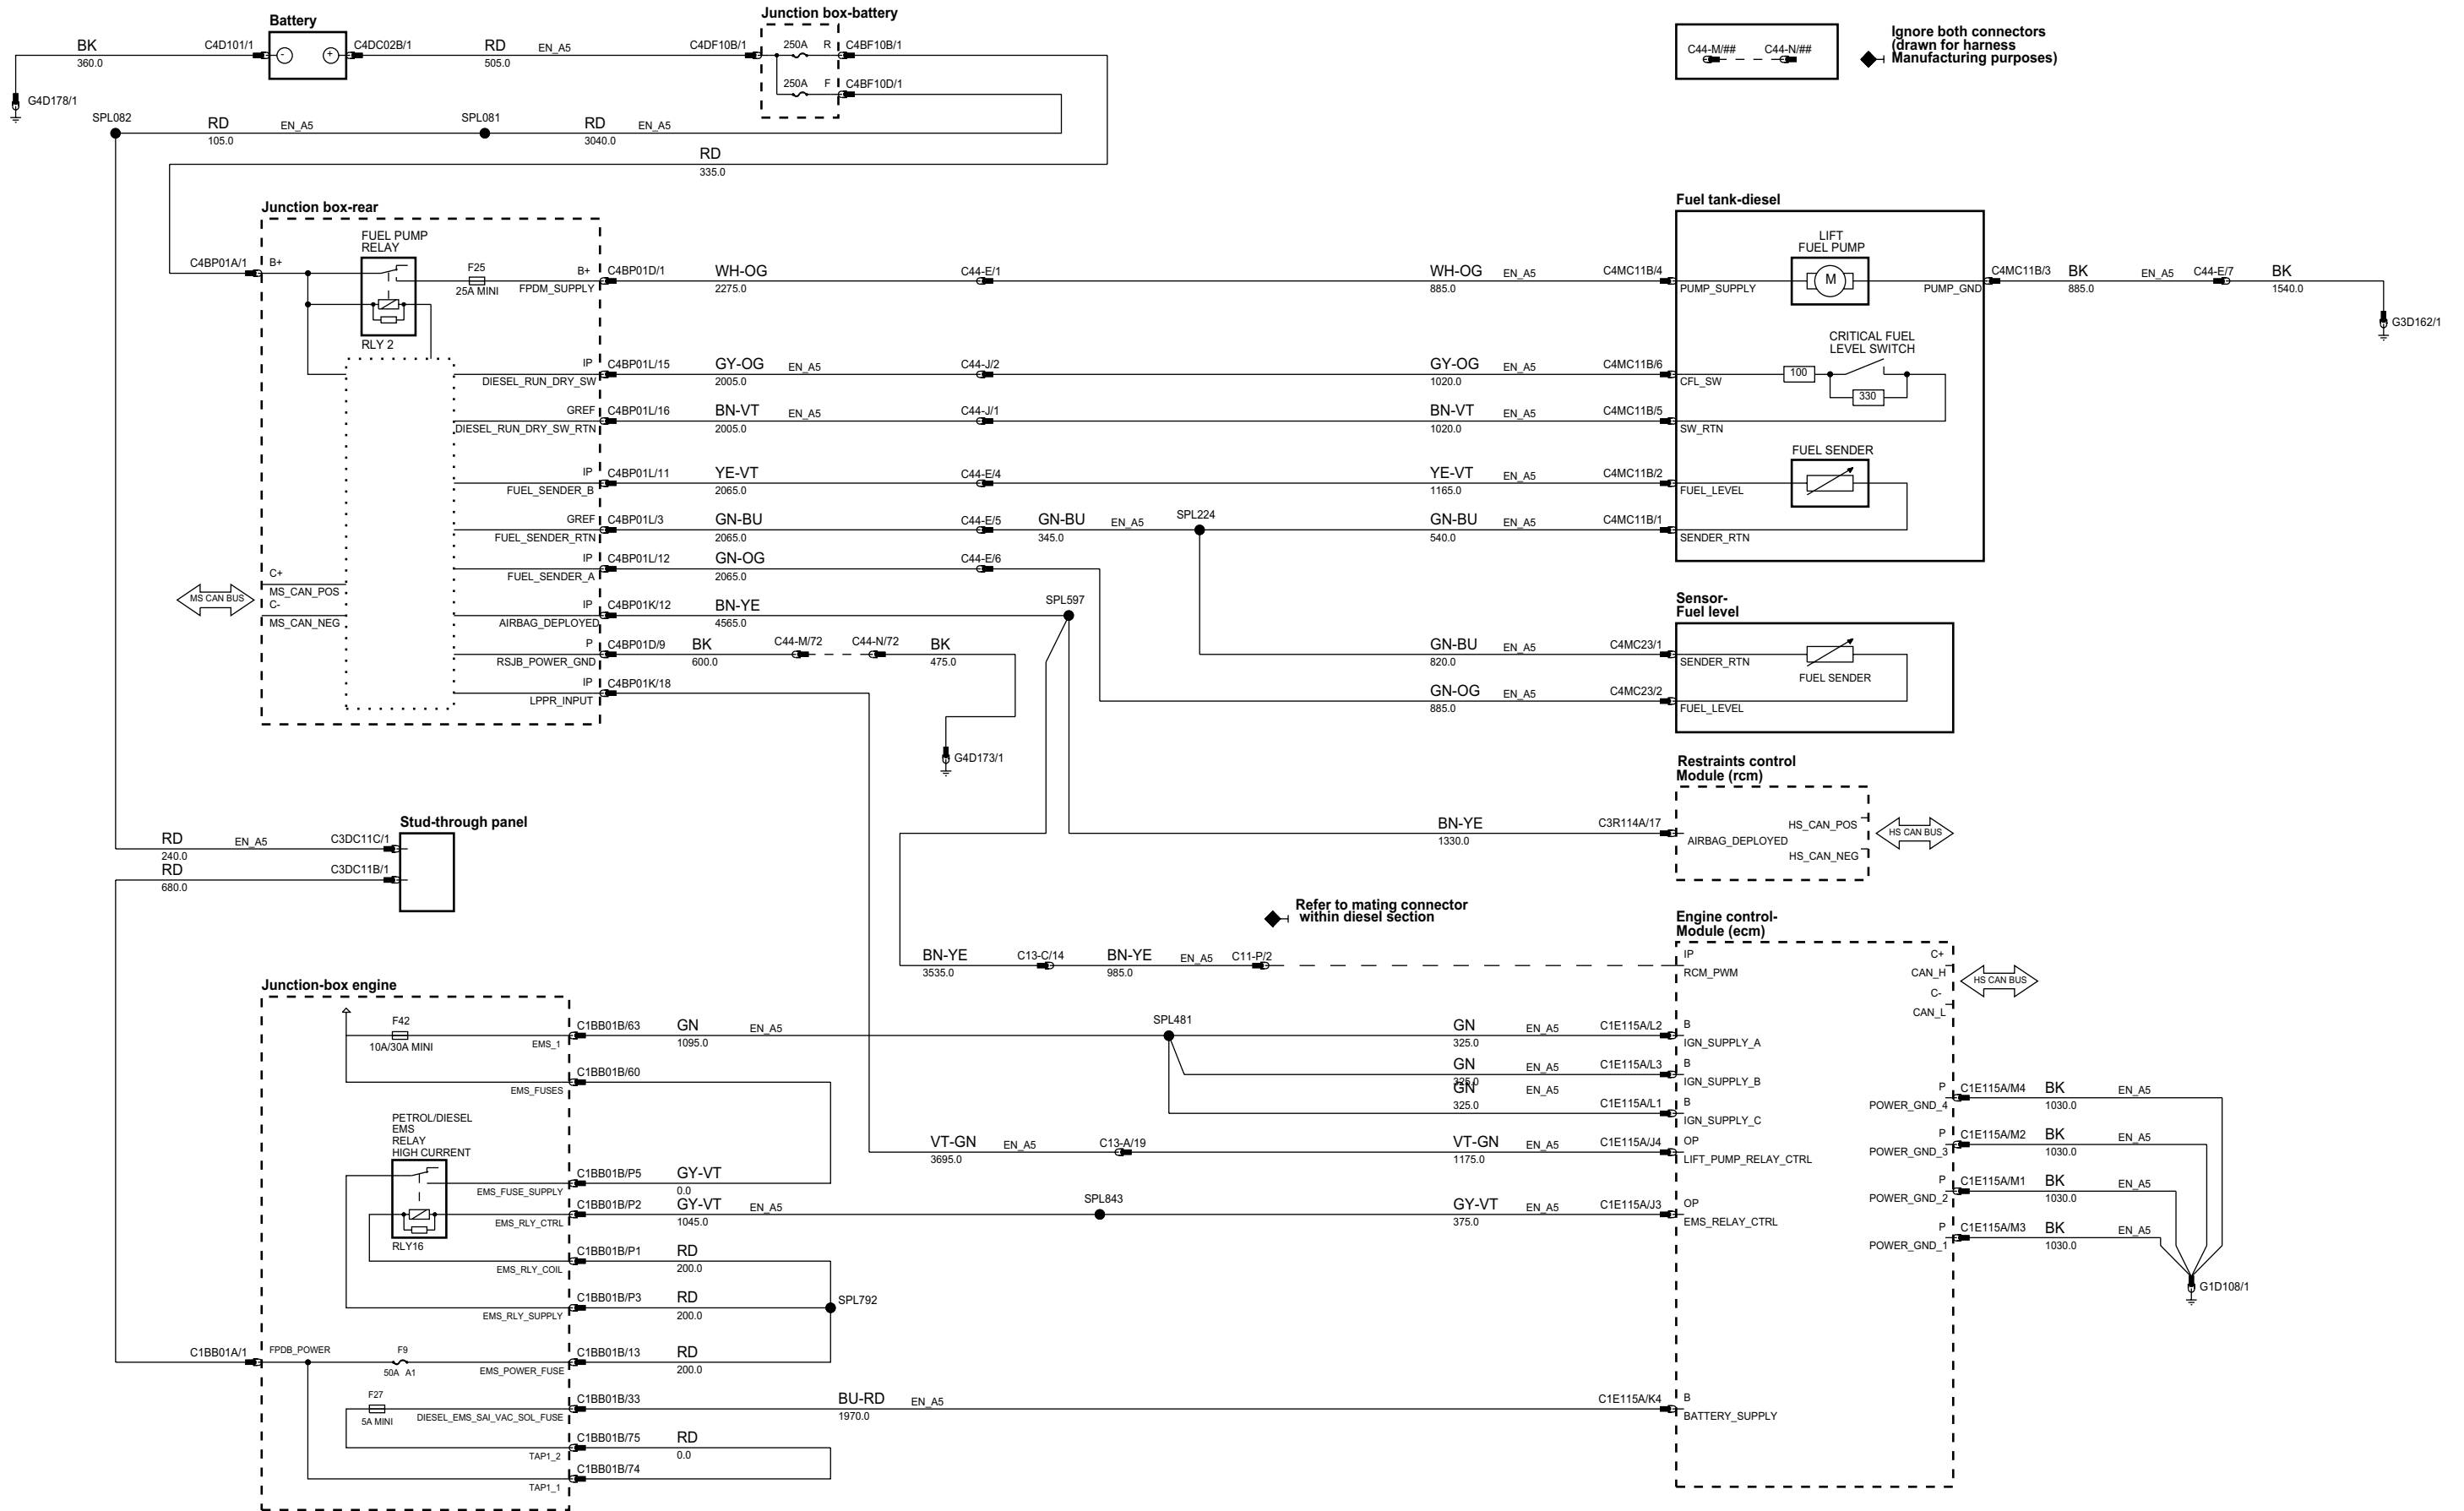 Battery
Junction box-battery
BK
360.0
C4D101/1
-
+
C4DC02B/1
RD
505.0
EN_A5
C4DF10B/1
250A R
C4BF10B/1
250A F
C4BF10D/1
G4D178/1
C44-M/## C44-N/##
Ignore both connectors
(drawn for harness
Manufacturing purposes)
SPL082
RD
105.0
EN_A5
SPL081
RD
3040.0
EN_A5
RD
335.0
Junction box-rear
FUEL PUMP
RELAY
C4BP01A/1
B+
F25
25A MINI
RLY 2
B+
FPDM_SUPPLY
C4BP01D/1
WH-OG
2275.0
C44-E/1
WH-OG
885.0
EN_A5
C4MC11B/4
Fuel tank-diesel
PUMP_SUPPLY
LIFT
FUEL PUMP
M
PUMP_GND
C4MC11B/3
BK
885.0
EN_A5
C44-E/7
BK
1540.0
G3D162/1
IP
DIESEL_RUN_DRY_SW
C4BP01L/15
GY-OG
2005.0
EN_A5
C44-J/2
GY-OG
1020.0
EN_A5
C4MC11B/6
CFL_SW
CRITICAL FUEL
LEVEL SWITCH
100
330
GREF
DIESEL_RUN_DRY_SW_RTN
C4BP01L/16
BN-VT
2005.0
EN_A5
C44-J/1
BN-VT
1020.0
EN_A5
C4MC11B/5
SW_RTN
IP
FUEL_SENDER_B
C4BP01L/11
YE-VT
2065.0
C44-E/4
YE-VT
1165.0
EN_A5
C4MC11B/2
FUEL_LEVEL
FUEL SENDER
GREF
FUEL_SENDER_RTN
C4BP01L/3
GN-BU
2065.0
C44-E/5
GN-BU
345.0
EN_A5
SPL224
GN-BU
540.0
EN_A5
C4MC11B/1
SENDER_RTN
IP
FUEL_SENDER_A
C4BP01L/12
GN-OG
2065.0
C44-E/6
MS CAN BUS
C+
MS_CAN_POS
C-
MS_CAN_NEG
IP
AIRBAG_DEPLOYED
C4BP01K/12
BN-YE
4565.0
SPL597
P
RSJB_POWER_GND
C4BP01D/9
BK
600.0
C44-M/72
C44-N/72
BK
475.0
G4D173/1
IP
LPPR_INPUT
C4BP01K/18
Sensor-
Fuel level
GN-BU
820.0
EN_A5
C4MC23/1
SENDER_RTN
FUEL SENDER
GN-OG
885.0
EN_A5
C4MC23/2
FUEL_LEVEL
Restraints control
Module (rcm)
BN-YE
1330.0
C3R114A/17
AIRBAG_DEPLOYED
HS_CAN_POS
HS_CAN_NEG
HS CAN BUS
Stud-through panel
RD
240.0
EN_A5
C3DC11C/1
RD
680.0
C3DC11B/1
Refer to mating connector
within diesel section
Engine control-
Module (ecm)
BN-YE
3535.0
C13-C/14
BN-YE
985.0
EN_A5
C11-P/2
IP
RCM_PWM
C+
CAN_H
C-
CAN_L
HS CAN BUS
Junction-box engine
F42
10A/30A MINI
EMS_1
C1BB01B/63
GN
1095.0
EN_A5
SPL481
GN
325.0
EN_A5
C1E115A/L2
B
IGN_SUPPLY_A
EMS_FUSES
C1BB01B/60
GN
325.0
EN_A5
C1E115A/L3
B
IGN_SUPPLY_B
GN
325.0
EN_A5
C1E115A/L1
B
IGN_SUPPLY_C
P
POWER_GND_4
C1E115A/M4
BK
1030.0
EN_A5
PETROL/DIESEL
EMS
RELAY
HIGH CURRENT
RLY16
VT-GN
3695.0
EN_A5
C13-A/19
VT-GN
1175.0
EN_A5
C1E115A/J4
OP
LIFT_PUMP_RELAY_CTRL
P
POWER_GND_3
C1E115A/M2
BK
1030.0
EN_A5
EMS_FUSE_SUPPLY
C1BB01B/P5
GY-VT
0.0
P
POWER_GND_2
C1E115A/M1
BK
1030.0
EN_A5
EMS_RLY_CTRL
C1BB01B/P2
GY-VT
1045.0
EN_A5
SPL843
GY-VT
375.0
EN_A5
C1E115A/J3
OP
EMS_RELAY_CTRL
P
POWER_GND_1
C1E115A/M3
BK
1030.0
EN_A5
G1D108/1
EMS_RLY_COIL
C1BB01B/P1
RD
200.0
EMS_RLY_SUPPLY
C1BB01B/P3
RD
200.0
SPL792
C1BB01A/1
FPDB_POWER
F9
50A A1
EMS_POWER_FUSE
C1BB01B/13
RD
200.0
F27
5A MINI
DIESEL_EMS_SAI_VAC_SOL_FUSE
C1BB01B/33
BU-RD
1970.0
EN_A5
C1E115A/K4
B
BATTERY_SUPPLY
TAP1_2
C1BB01B/75
RD
0.0
TAP1_1
C1BB01B/74